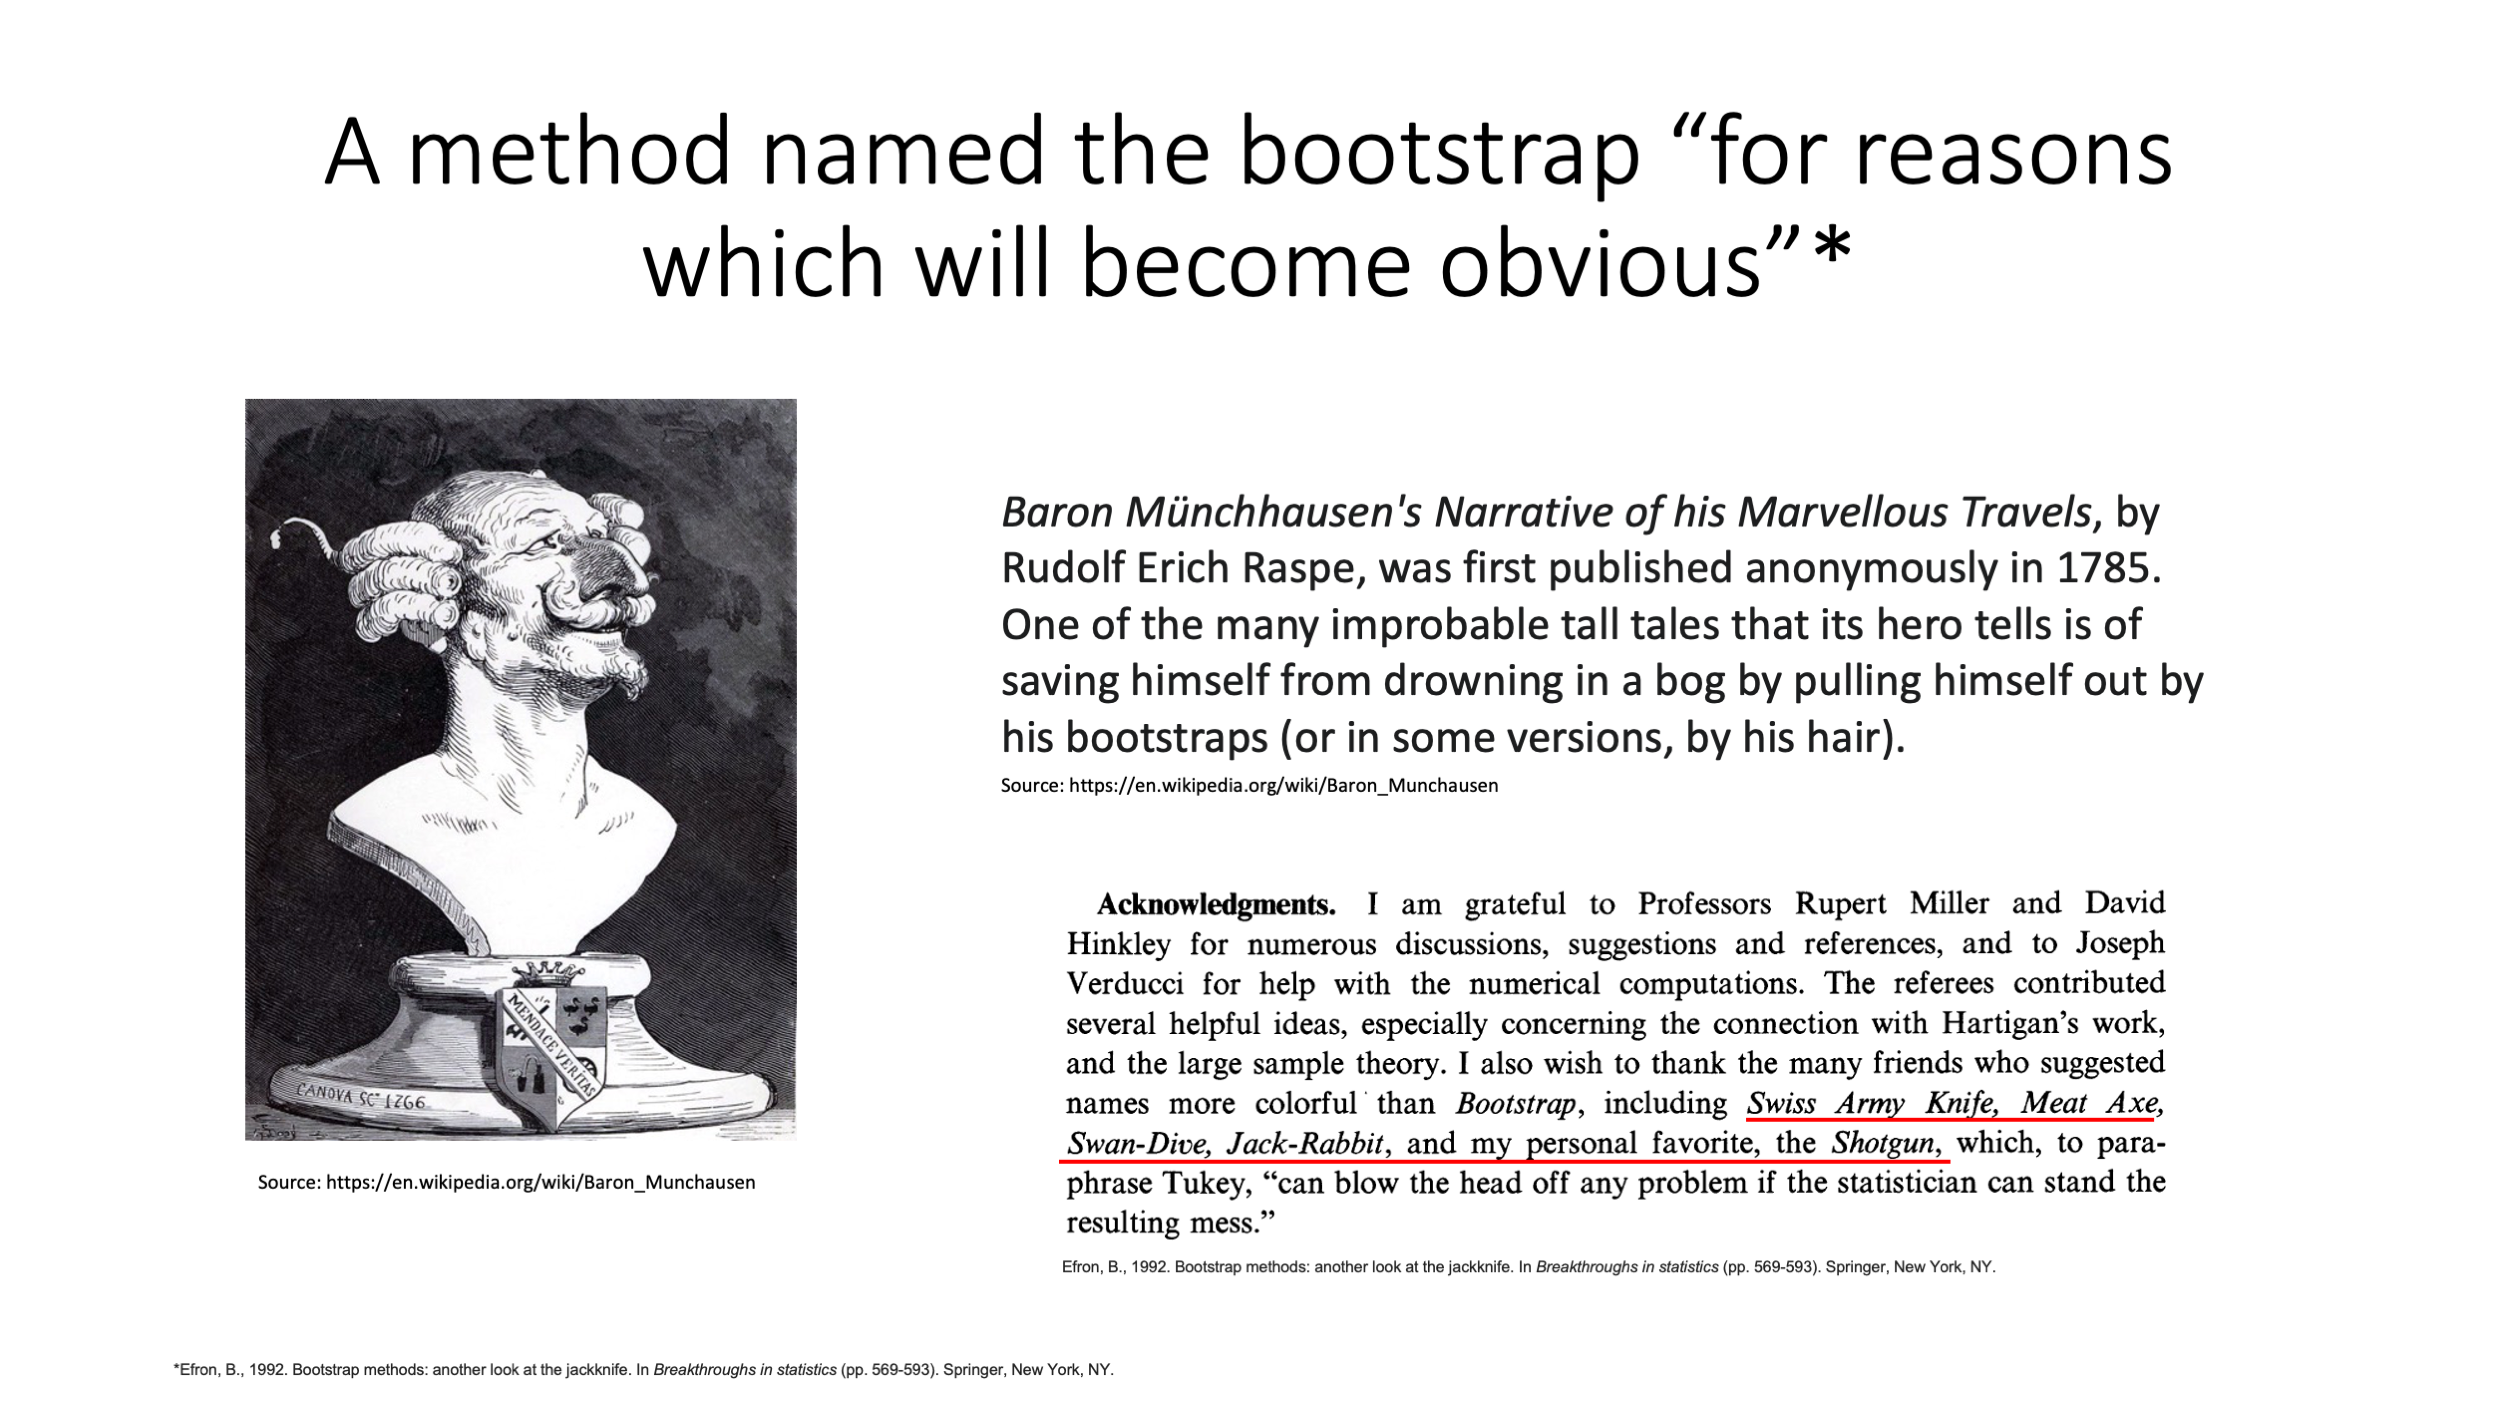 A method named the bootstrap “for reasons
which will become obvious”*
MENDACE VERITAS
CANOVA SC^T 1766
Source: https://en.wikipedia.org/wiki/Baron_Munchausen
Baron Münchhausen's Narrative of his Marvellous Travels, by
Rudolf Erich Raspe, was first published anonymously in 1785.
One of the many improbable tall tales that its hero tells is of
saving himself from drowning in a bog by pulling himself out by
his bootstraps (or in some versions, by his hair).
Source: https://en.wikipedia.org/wiki/Baron_Munchausen
Acknowledgments. I am grateful to Professors Rupert Miller and David
Hinkley for numerous discussions, suggestions and references, and to Joseph
Verducci for help with the numerical computations. The referees contributed
several helpful ideas, especially concerning the connection with Hartigan’s work,
and the large sample theory. I also wish to thank the many friends who suggested
names more colorful than Bootstrap, including Swiss Army Knife, Meat Axe,
Swan-Dive, Jack-Rabbit, and my personal favorite, the Shotgun, which, to para-
phrase Tukey, “can blow the head off any problem if the statistician can stand the
resulting mess.”
Efron, B., 1992. Bootstrap methods: another look at the jackknife. In Breakthroughs in statistics (pp. 569-593). Springer, New York, NY.
*Efron, B., 1992. Bootstrap methods: another look at the jackknife. In Breakthroughs in statistics (pp. 569-593). Springer, New York, NY.